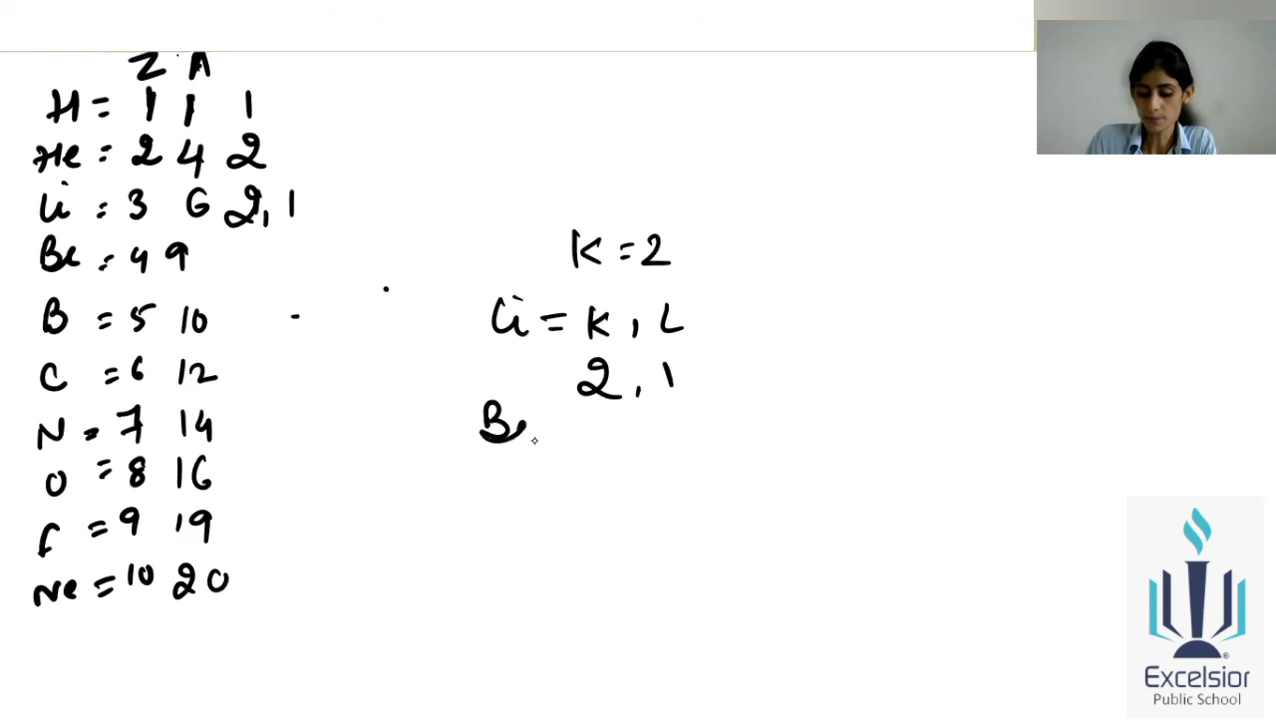 Z A
H = 1 1 1
He = 2 4 2
Li = 3 6 2, 1
Be = 4 9
B = 5 10
C = 6 12
N = 7 14
O = 8 16
F = 9 19
Ne = 10 20
K = 2
Li = K, L
2, 1
Be
Excelsior
Public School